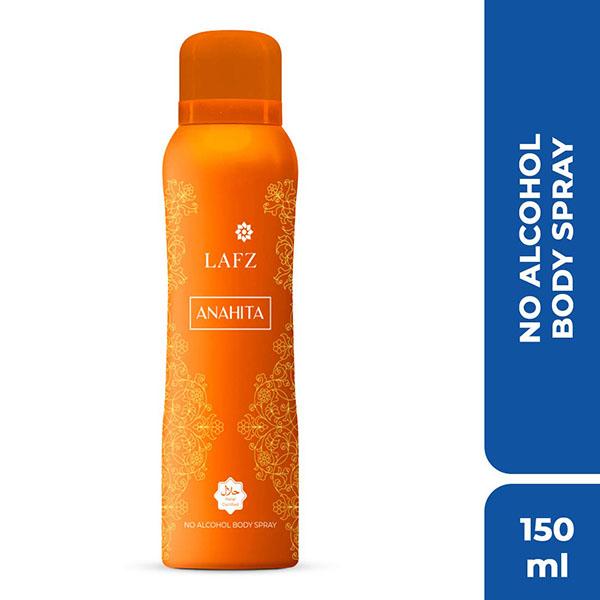 LAFZ
ANAHITA
حلال
Halal
Certified
NO ALCOHOL BODY SPRAY
NO ALCOHOL
BODY SPRAY
150
ml